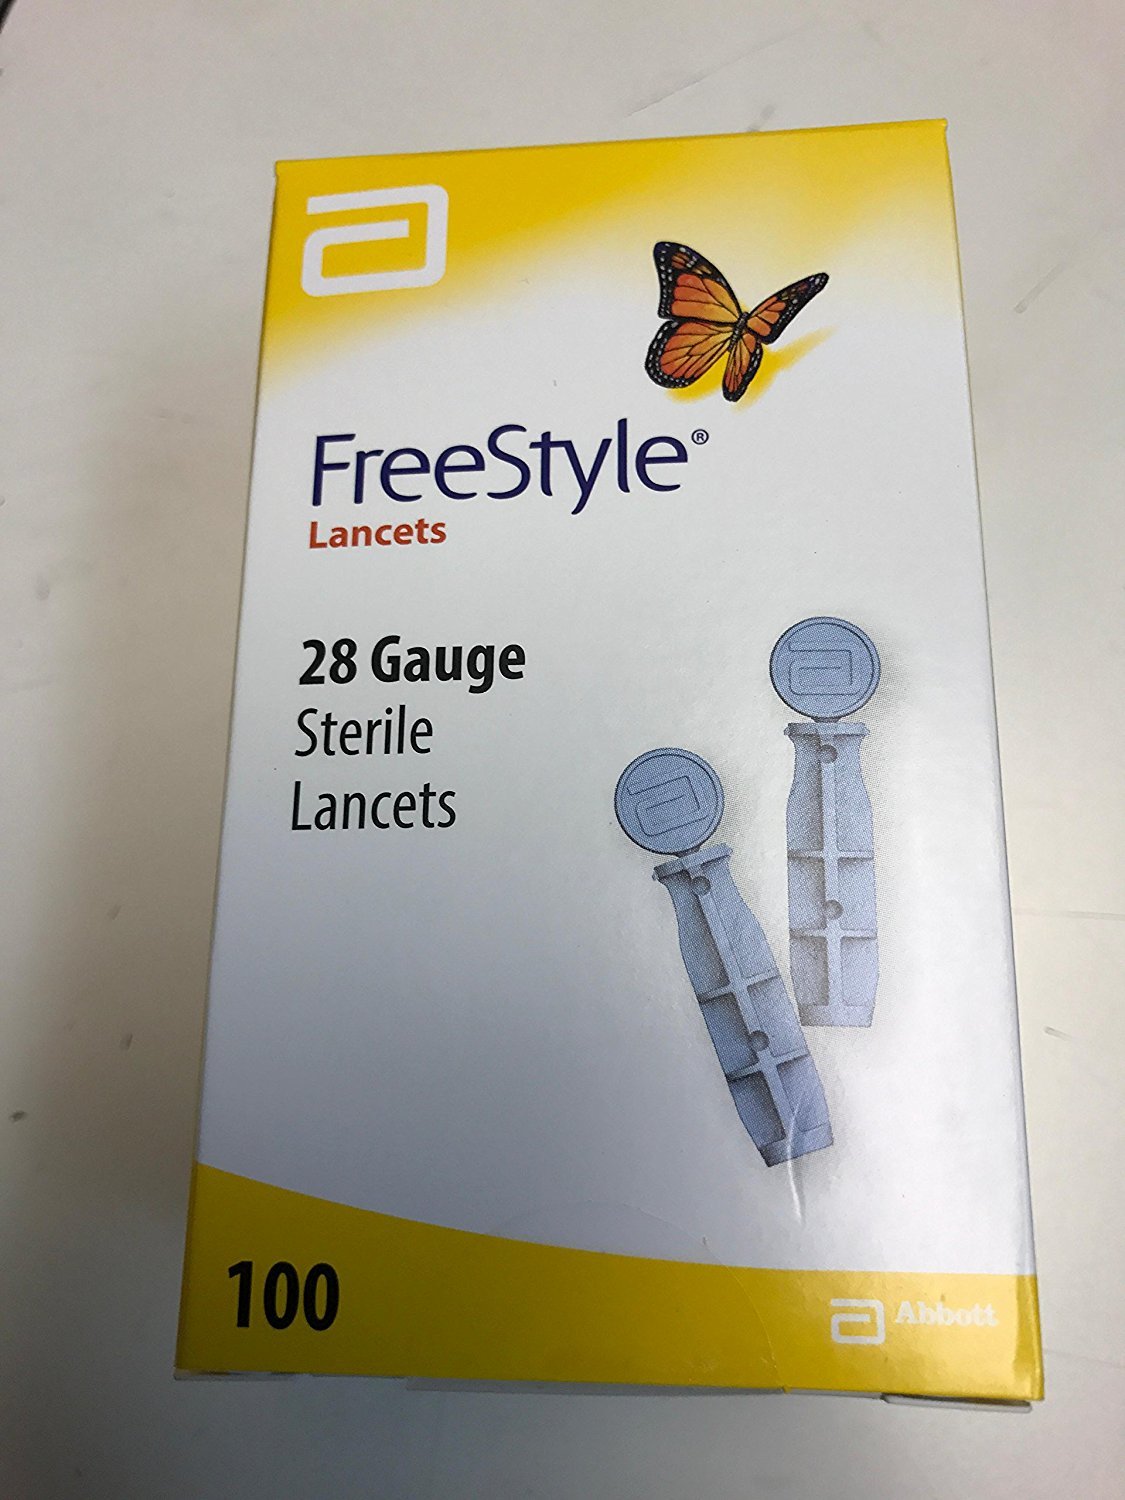 FreeStyle®
Lancets
28 Gauge
Sterile
Lancets
100
Abbott